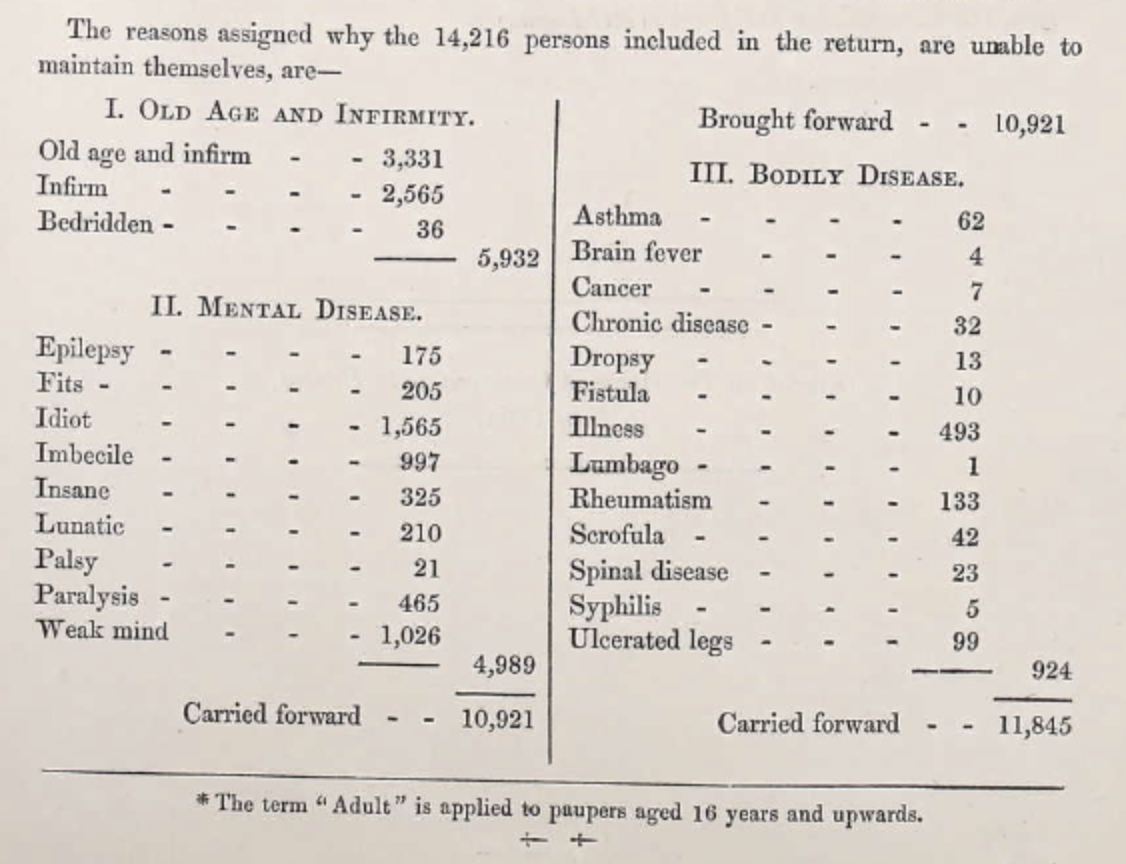 The reasons assigned why the 14,216 persons included in the return, are unable to
maintain themselves, are—
I. OLD AGE AND INFIRMITY.
Old age and infirm - - 3,331
Infirm - - - - 2,565
Bedridden - - - - 36
5,932
II. MENTAL DISEASE.
Epilepsy - - - - 175
Fits - - - - - 205
Idiot - - - - 1,565
Imbecile - - - - 997
Insane - - - - 325
Lunatic - - - - 210
Palsy - - - - 21
Paralysis - - - - 465
Weak mind - - - 1,026
4,989
Carried forward - - 10,921
Brought forward - - 10,921
III. BODILY DISEASE.
Asthma - - - - 62
Brain fever - - - 4
Cancer - - - - 7
Chronic disease - - - 32
Dropsy - - - - 13
Fistula - - - - 10
Illness - - - - 493
Lumbago - - - - 1
Rheumatism - - - 133
Scrofula - - - - 42
Spinal disease - - - 23
Syphilis - - - - 5
Ulcerated legs - - - 99
924
Carried forward - - 11,845
* The term “Adult” is applied to paupers aged 16 years and upwards.